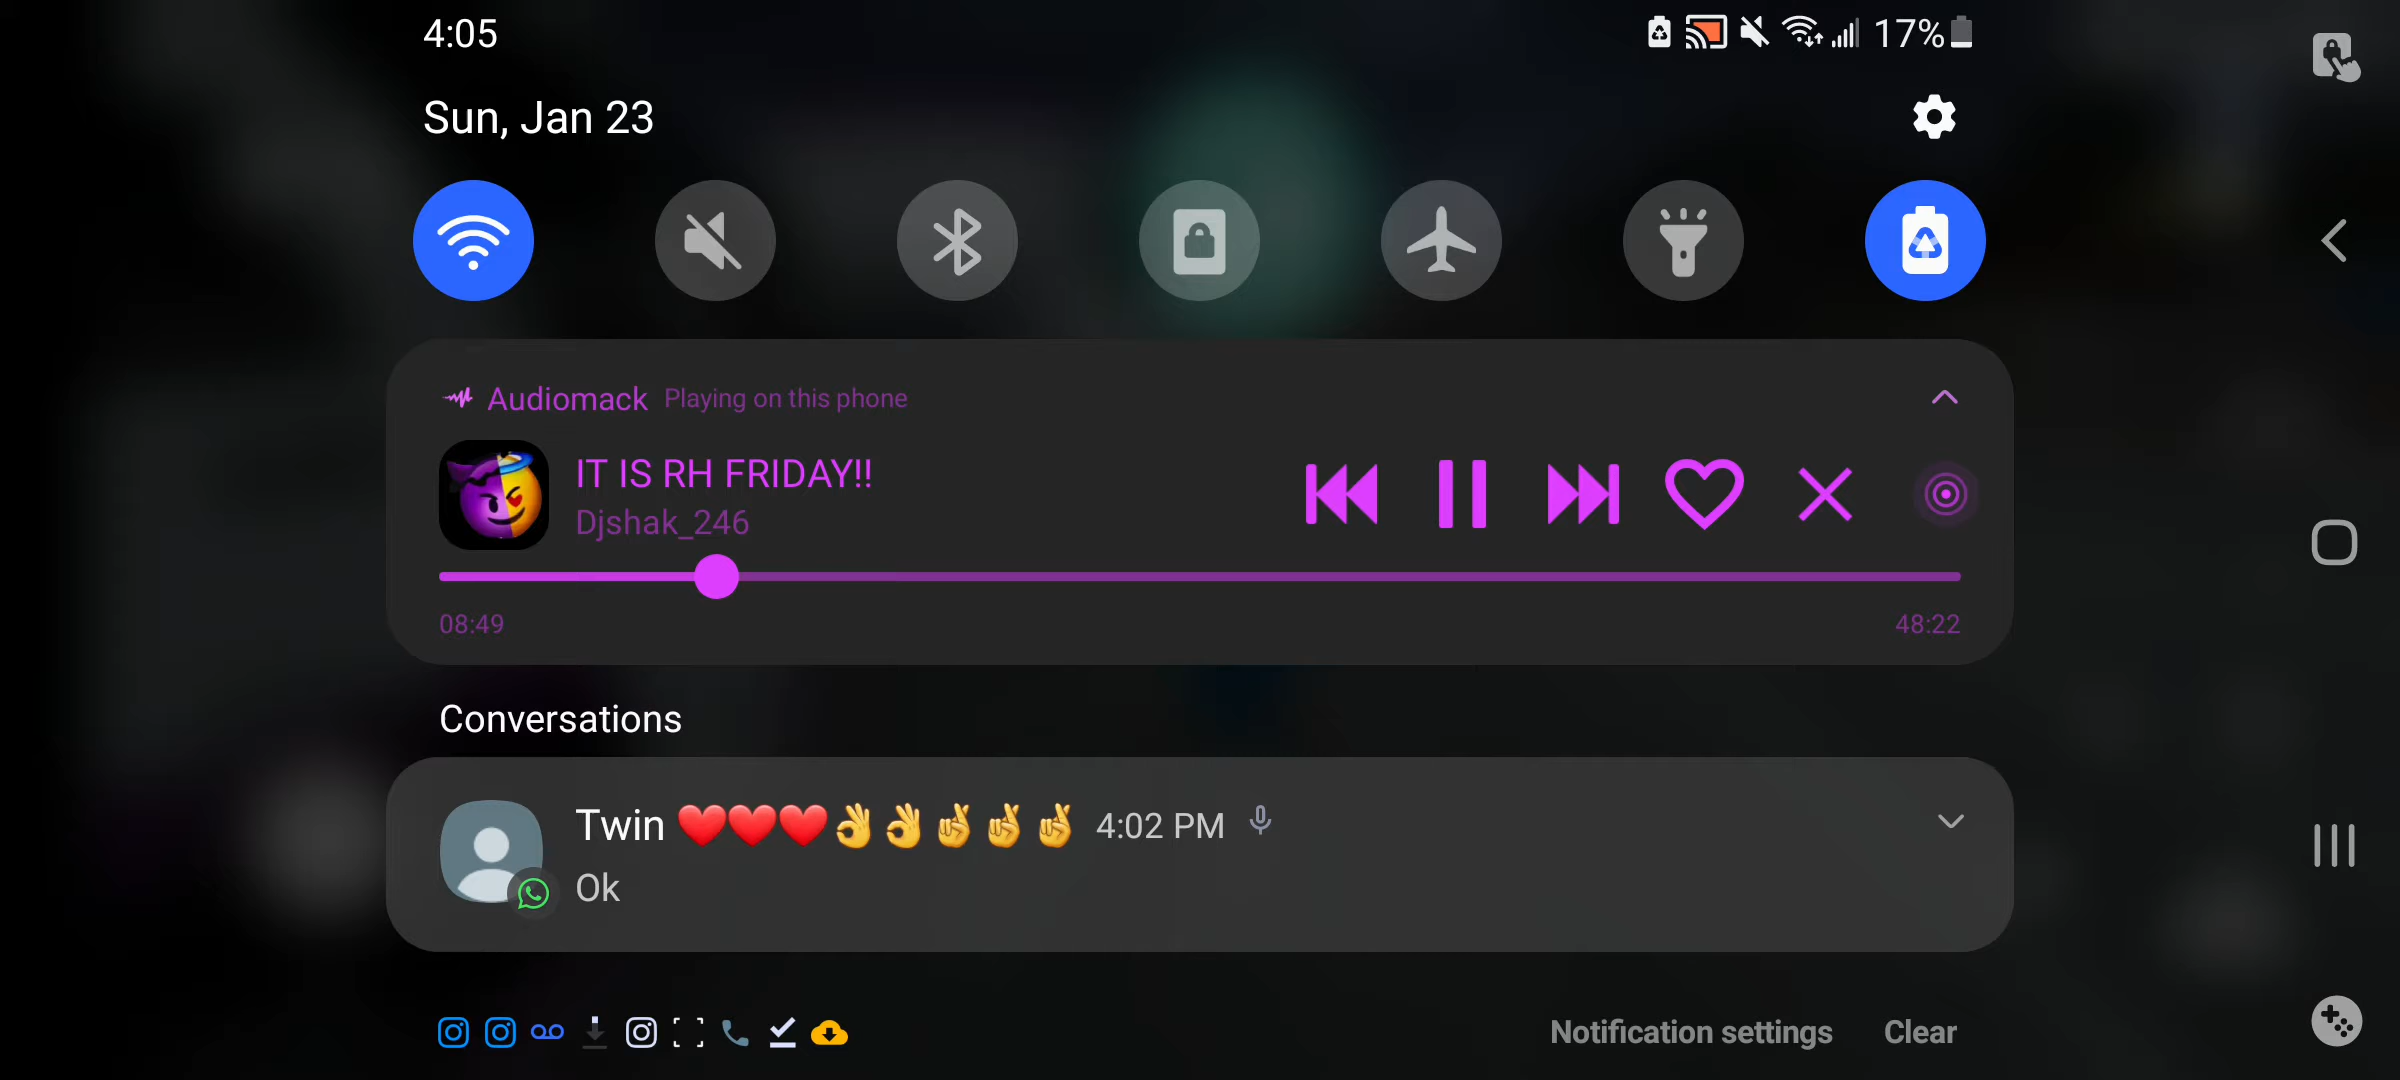 4:05
17%
Sun, Jan 23
Audiomack Playing on this phone
IT IS RH FRIDAY!!
Djshak_246
08:49
48:22
Conversations
Twin ❤️❤️❤️👌👌🤞🤞🤞 4:02 PM
Ok
Notification settings Clear